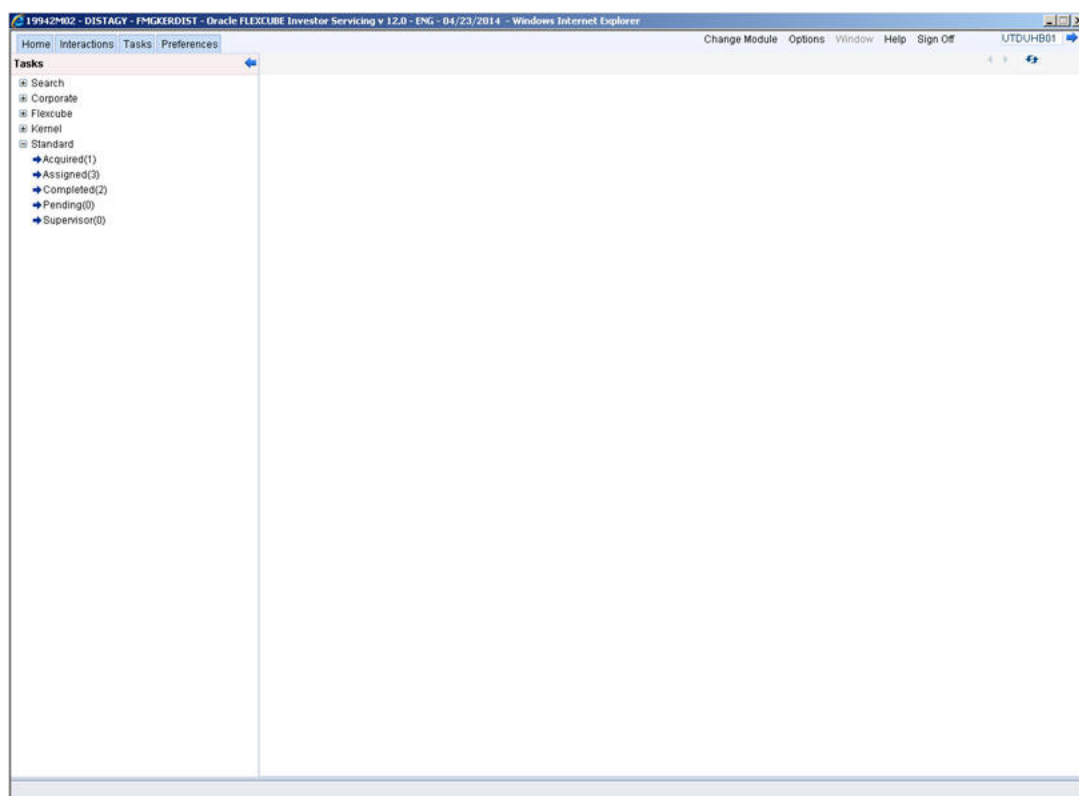 19942M02 - DISTAGY - FMGKERDIST - Oracle FLEXCUBE Investor Servicing v 12.0 - ENG - 04/23/2014 - Windows Internet Explorer
Home Interactions Tasks Preferences Change Module Options Window Help Sign Off UTDUHB01
Tasks
Search
Corporate
Flexcube
Kernel
Standard
Acquired(1)
Assigned(3)
Completed(2)
Pending(0)
Supervisor(0)